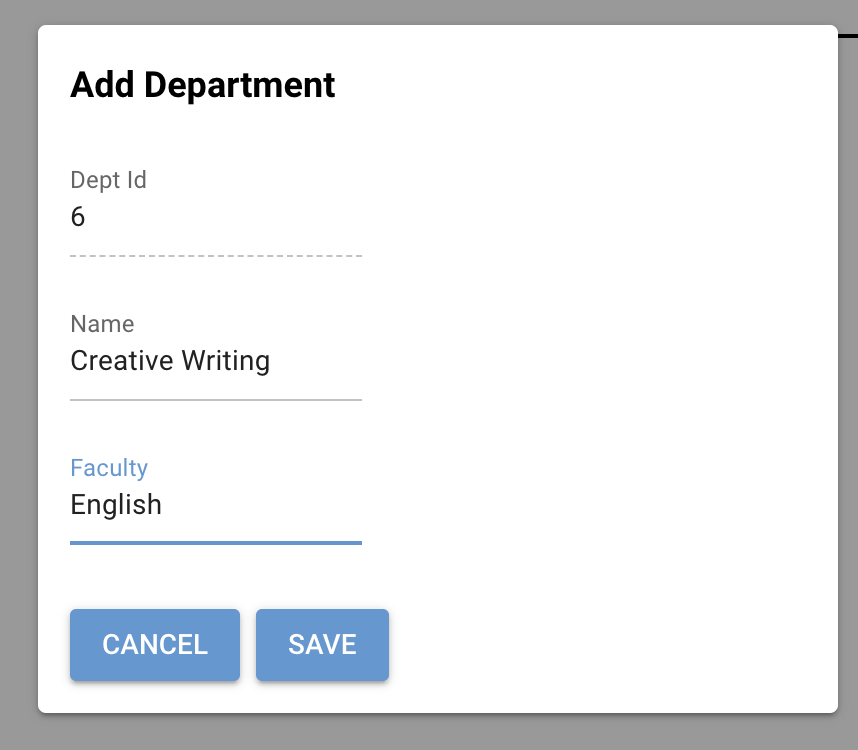 Add Department
Dept Id
6
Name
Creative Writing
Faculty
English
CANCEL SAVE